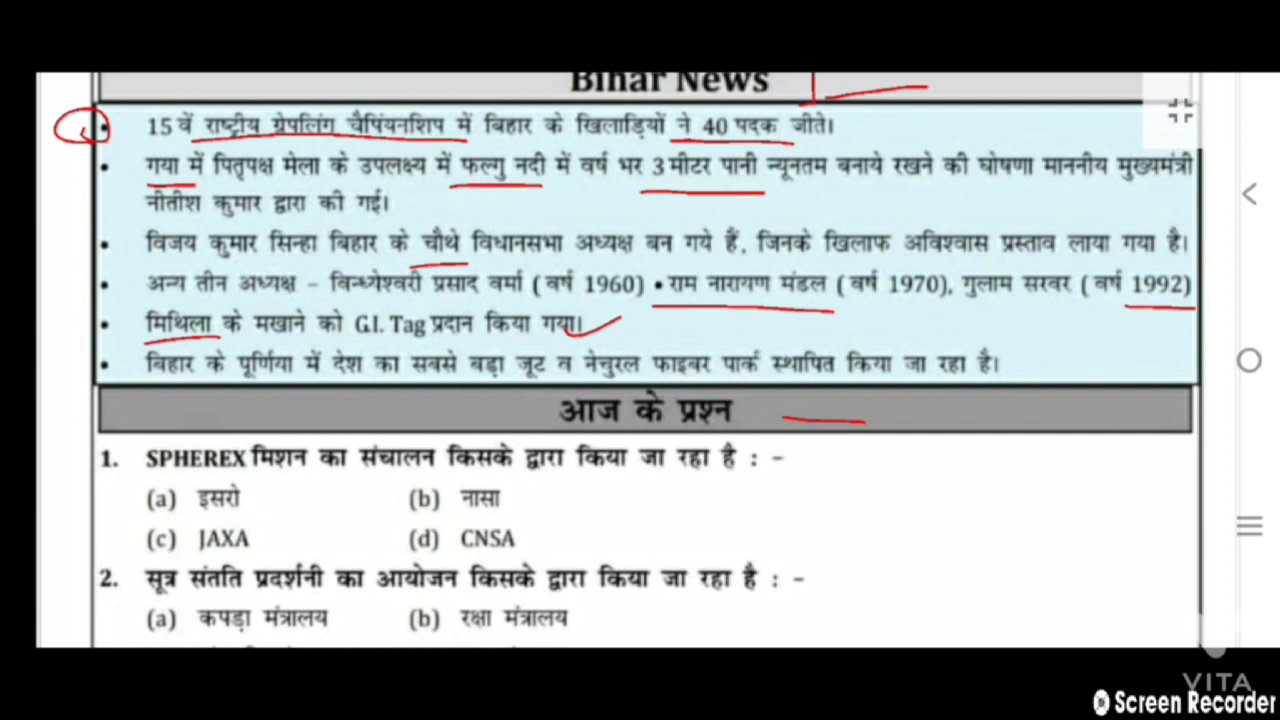 Bihar News
• 15 वें राष्ट्रीय ग्रेपलिंग चैपिंयनशिप में बिहार के खिलाड़ियों ने 40 पदक जीते।
• गया में पितृपक्ष मेला के उपलक्ष्य में फल्गु नदी में वर्ष भर 3 मीटर पानी न्यूनतम बनाये रखने की घोषणा माननीय मुख्यमंत्री
नीतीश कुमार द्वारा की गई।
• विजय कुमार सिन्हा बिहार के चौथे विधानसभा अध्यक्ष बन गये हैं, जिनके खिलाफ अविश्वास प्रस्ताव लाया गया है।
• अन्य तीन अध्यक्ष – विन्ध्येश्वरी प्रसाद वर्मा ( वर्ष 1960) • राम नारायण मंडल ( वर्ष 1970), गुलाम सरवर ( वर्ष 1992)
• मिथिला के मखाने को G.I. Tag प्रदान किया गया।
• बिहार के पूर्णिया में देश का सबसे बड़ा जूट व नेचुरल फाइबर पार्क स्थापित किया जा रहा है।
आज के प्रश्न
1. SPHEREX मिशन का संचालन किसके द्वारा किया जा रहा है : –
(a) इसरो (b) नासा
(c) JAXA (d) CNSA
2. सूत्र संतति प्रदर्शनी का आयोजन किसके द्वारा किया जा रहा है : –
(a) कपड़ा मंत्रालय (b) रक्षा मंत्रालय
VITA
Screen Recorder